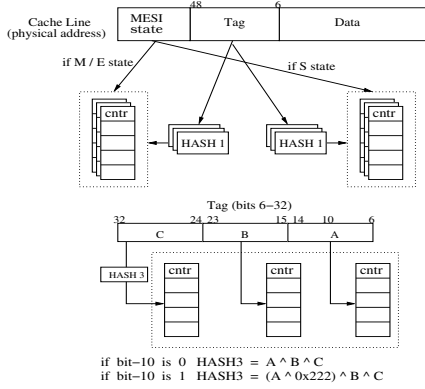 Cache Line
(physical address)
48 6
MESI state Tag Data
if M / E state
if S state
cntr
HASH 1
HASH 1
cntr
Tag (bits 6−32)
32 24 23 15 14 10 6
C B A
HASH 3
cntr
cntr
cntr
if bit−10 is 0 HASH3 = A ^ B ^ C
if bit−10 is 1 HASH3 = (A ^ 0x222) ^ B ^ C